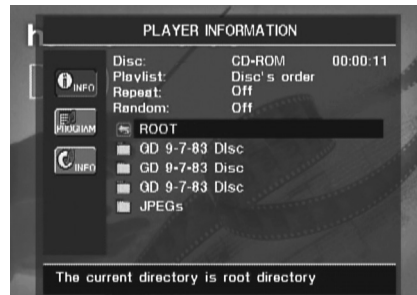 PLAYER INFORMATION
Disc: CD-ROM 00:00:11
Playlist: Disc's order
Repeat: Off
Random: Off
INFO
PROGRAM
INFO
ROOT
GD 9-7-83 DIsc
GD 9-7-83 Disc
GD 9-7-83 DIsc
JPEGs
The current directory is root directory